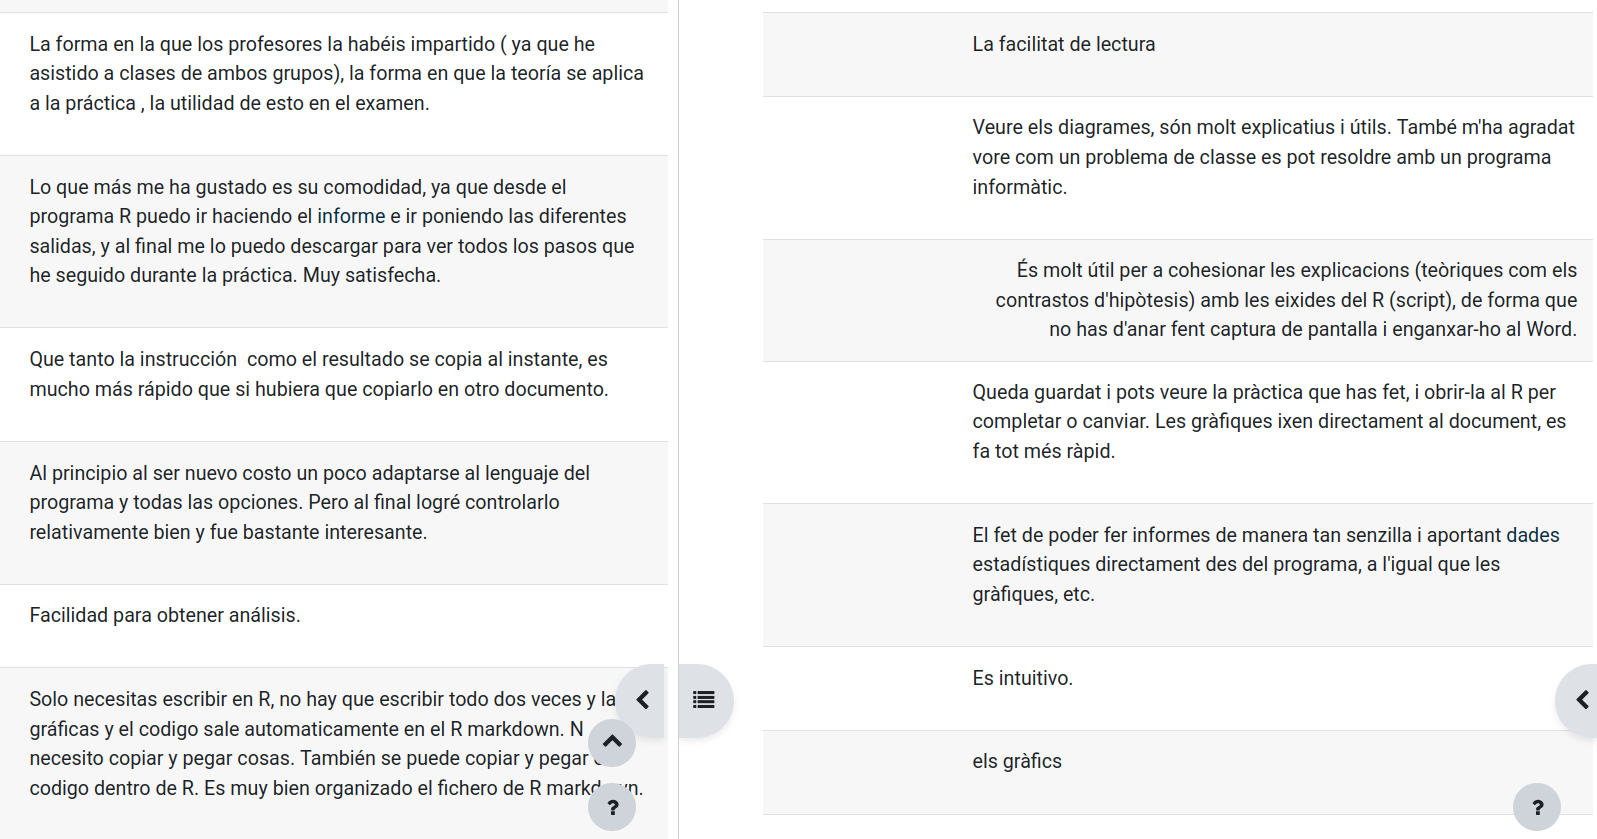 La forma en la que los profesores la habéis impartido ( ya que he
asistido a clases de ambos grupos), la forma en que la teoría se aplica
a la práctica , la utilidad de esto en el examen.
Lo que más me ha gustado es su comodidad, ya que desde el
programa R puedo ir haciendo el informe e ir poniendo las diferentes
salidas, y al final me lo puedo descargar para ver todos los pasos que
he seguido durante la práctica. Muy satisfecha.
Que tanto la instrucción  como el resultado se copia al instante, es
mucho más rápido que si hubiera que copiarlo en otro documento.
Al principio al ser nuevo costo un poco adaptarse al lenguaje del
programa y todas las opciones. Pero al final logré controlarlo
relativamente bien y fue bastante interesante.
Facilidad para obtener análisis.
Solo necesitas escribir en R, no hay que escribir todo dos veces y
gráficas y el codigo sale automaticamente en el R markdown.
necesito copiar y pegar cosas. También se puede copiar y pegar
codigo dentro de R. Es muy bien organizado el fichero de R
?
La facilitat de lectura
Veure els diagrames, són molt explicatius i útils. També m'ha agradat
vore com un problema de classe es pot resoldre amb un programa
informàtic.
És molt útil per a cohesionar les explicacions (teòriques com els
contrastos d'hipòtesis) amb les eixides del R (script), de forma que
no has d'anar fent captura de pantalla i enganxar-ho al Word.
Queda guardat i pots veure la pràctica que has fet, i obrir-la al R per
completar o canviar. Les gràfiques ixen directament al document, es
fa tot més ràpid.
El fet de poder fer informes de manera tan senzilla i aportant dades
estadístiques directament des del programa, a l'igual que les
gràfiques, etc.
Es intuitivo.
els gràfics
?